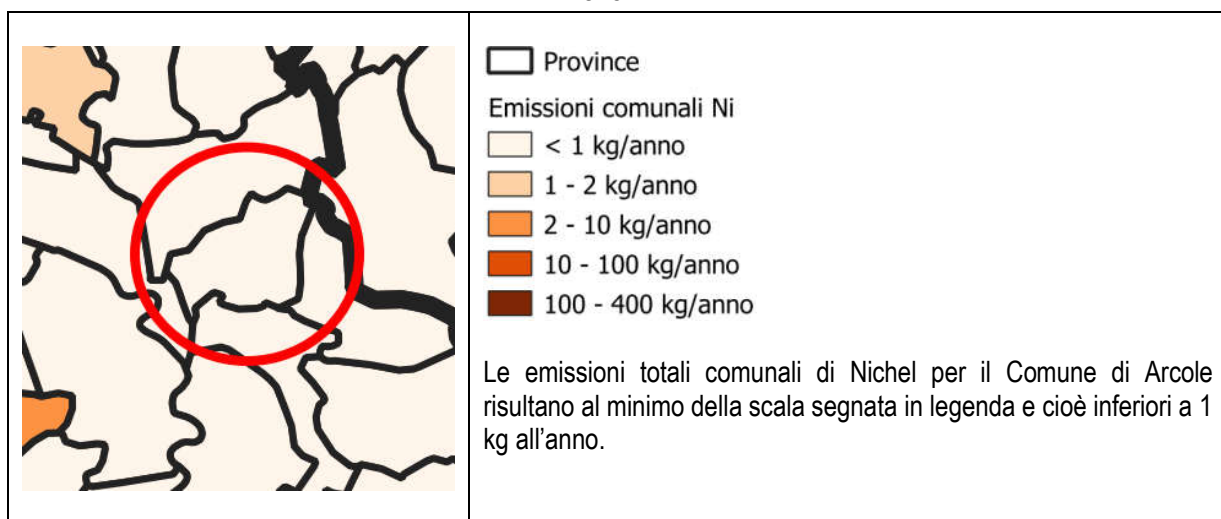 Province
Emissioni comunali Ni
< 1 kg/anno
1 - 2 kg/anno
2 - 10 kg/anno
10 - 100 kg/anno
100 - 400 kg/anno
Le emissioni totali comunali di Nichel per il Comune di Arcole
risultano al minimo della scala segnata in legenda e cioè inferiori a 1
kg all'anno.